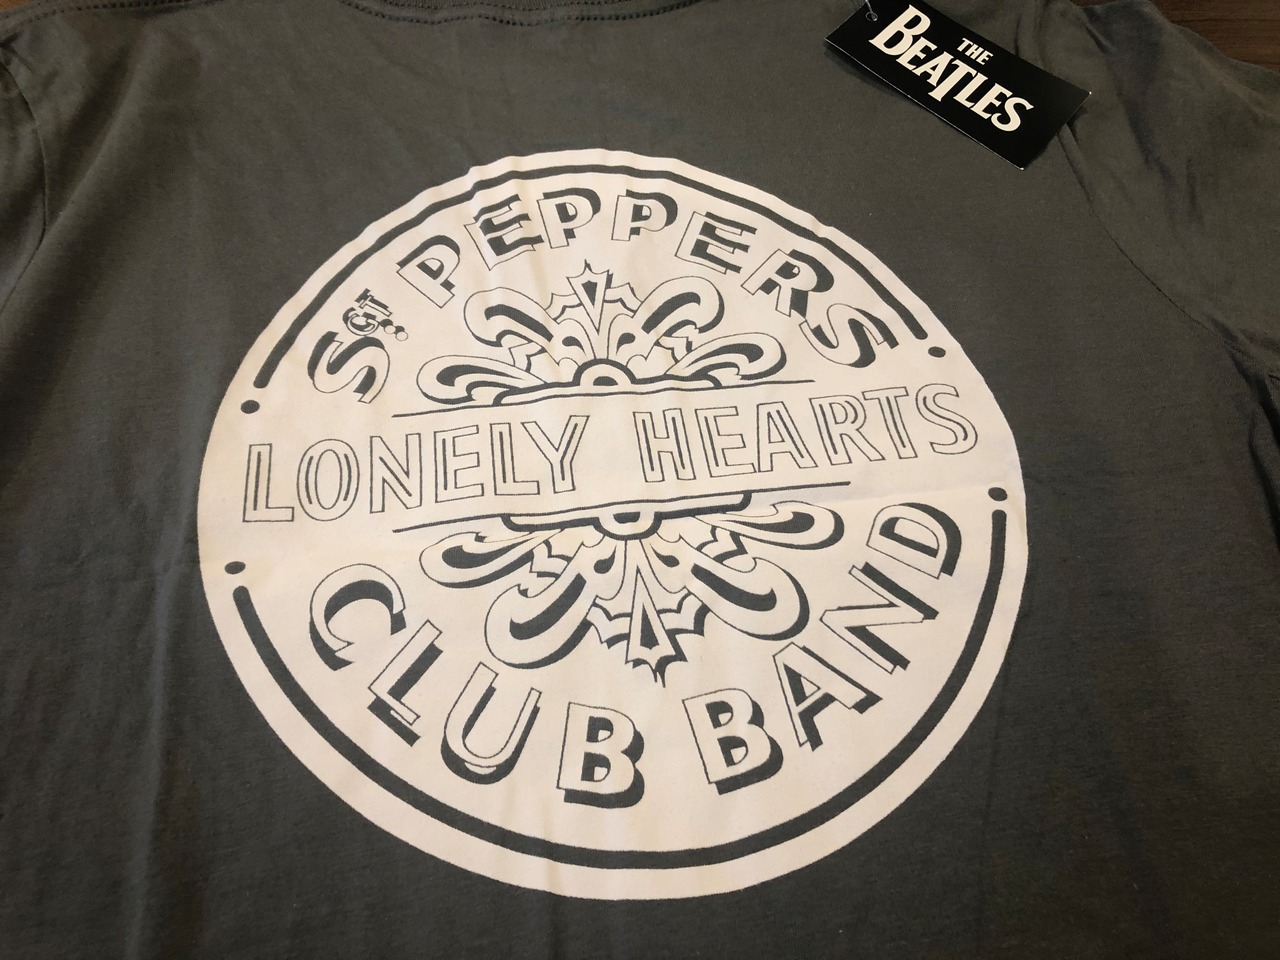 THE
BEATLES
SGT. PEPPERS
LONELY HEARTS
CLUB BAND